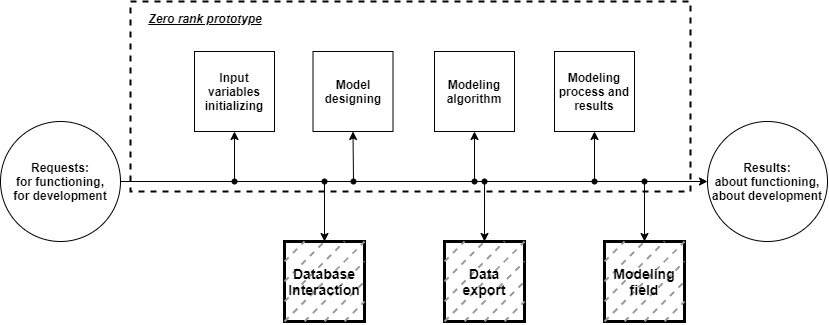 Zero rank prototype
Input
variables
initializing
Model
designing
Modeling
algorithm
Modeling
process and
results
Requests:
for functioning,
for development
Results:
about functioning,
about development
Database
Interaction
Data
export
Modeling
field